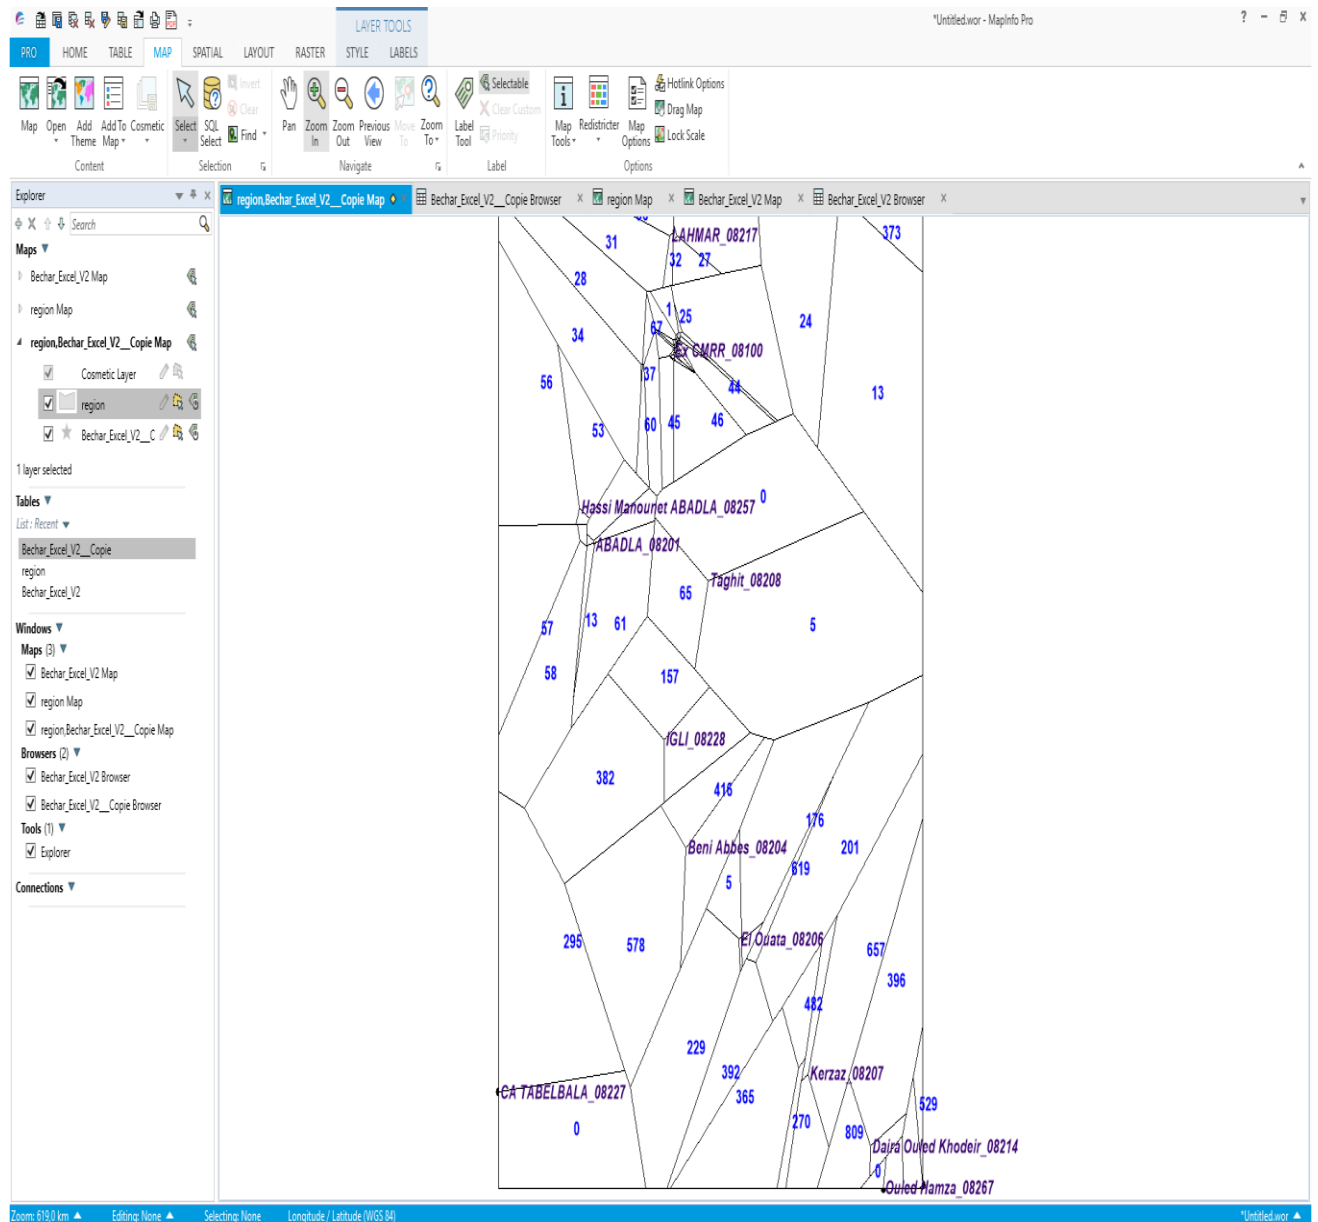 LAYER TOOLS
*Untitled.wor - MapInfo Pro
? – X
PRO HOME TABLE MAP SPATIAL LAYOUT RASTER STYLE LABELS
Invert Selectable Hotlink Options
Clear Clear Custom Drag Map
Find Priority Lock Scale
Map Open Add Theme Add To Map Cosmetic Select SQL Select Pan Zoom In Zoom Out Previous View Move To Zoom To Label Tool Map Tools Redistricter Map Options
Content Selection Navigate Label Options
Explorer
region,Bechar_Excel_V2__Copie Map Bechar_Excel_V2__Copie Browser x region Map x Bechar_Excel_V2 Map x Bechar_Excel_V2 Browser x
Search
Maps
Bechar_Excel_V2 Map
region Map
region,Bechar_Excel_V2__Copie Map
Cosmetic Layer
region
Bechar_Excel_V2__C
1 layer selected
Tables
List : Recent
Bechar_Excel_V2__Copie
region
Bechar_Excel_V2
Windows
Maps (3)
Bechar_Excel_V2 Map
region Map
region,Bechar_Excel_V2__Copie Map
Browsers (2)
Bechar_Excel_V2 Browser
Bechar_Excel_V2__Copie Browser
Tools (1)
Explorer
Connections
31 LAHMAR_08217 373
32 27
28
1 25
67 24
34
Ex CMRR_08100
37
56 44 13
60 45 46
53
0
Hassi Manounet ABADLA_08257
ABADLA_08201
Taghit_08208
65
13 61 5
57
58 157
IGLI_08228
382
416
176
Beni Abbes_08204 201
619
5
295 578 El Ouata_08206
657
396
482
229
392 Kerzaz_08207
CA TABELBALA_08227 365
529
0 270 809
Daira Ouled Khodeir_08214
0
Ouled Hamza_08267
Zoom: 619,0 km Editing: None Selecting: None Longitude / Latitude (WGS 84) *Untitled.wor